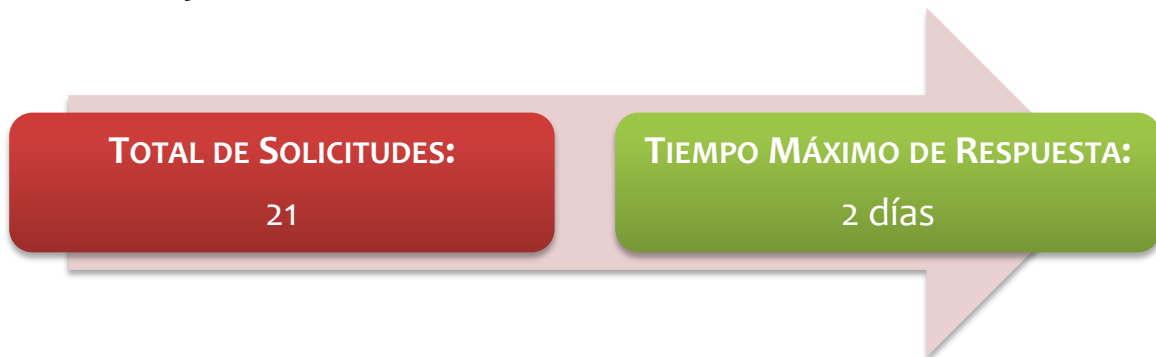 TOTAL DE SOLICITUDES:
21
TIEMPO MÁXIMO DE RESPUESTA:
2 días